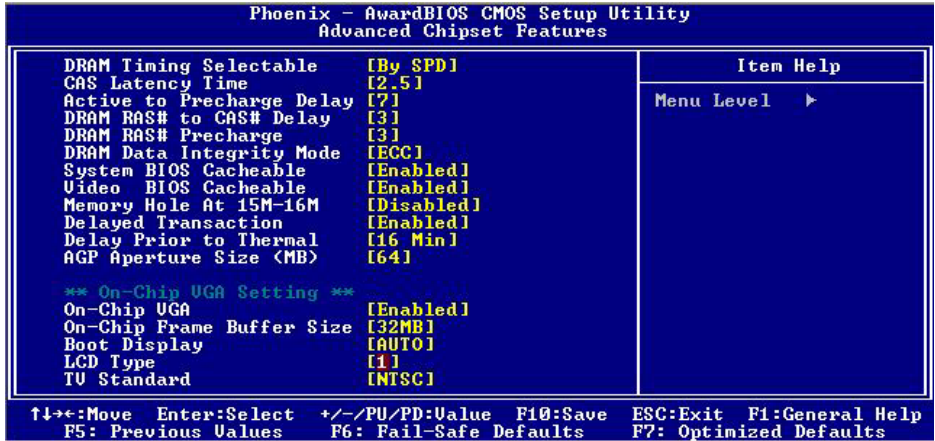 Phoenix - AwardBIOS CMOS Setup Utility
Advanced Chipset Features
DRAM Timing Selectable [By SPD]
CAS Latency Time [2.5]
Active to Precharge Delay [7]
DRAM RAS# to CAS# Delay [3]
DRAM RAS# Precharge [3]
DRAM Data Integrity Mode [ECC]
System BIOS Cacheable [Enabled]
Video BIOS Cacheable [Enabled]
Memory Hole At 15M-16M [Disabled]
Delayed Transaction [Enabled]
Delay Prior to Thermal [16 Min]
AGP Aperture Size (MB) [64]
** On-Chip VGA Setting **
On-Chip VGA [Enabled]
On-Chip Frame Buffer Size [32MB]
Boot Display [AUTO]
LCD Type [1]
TV Standard [NTSC]
Item Help
Menu Level ▶
↑↓→←:Move Enter:Select +/-/PU/PD:Value F10:Save ESC:Exit F1:General Help
F5: Previous Values F6: Fail-Safe Defaults F7: Optimized Defaults